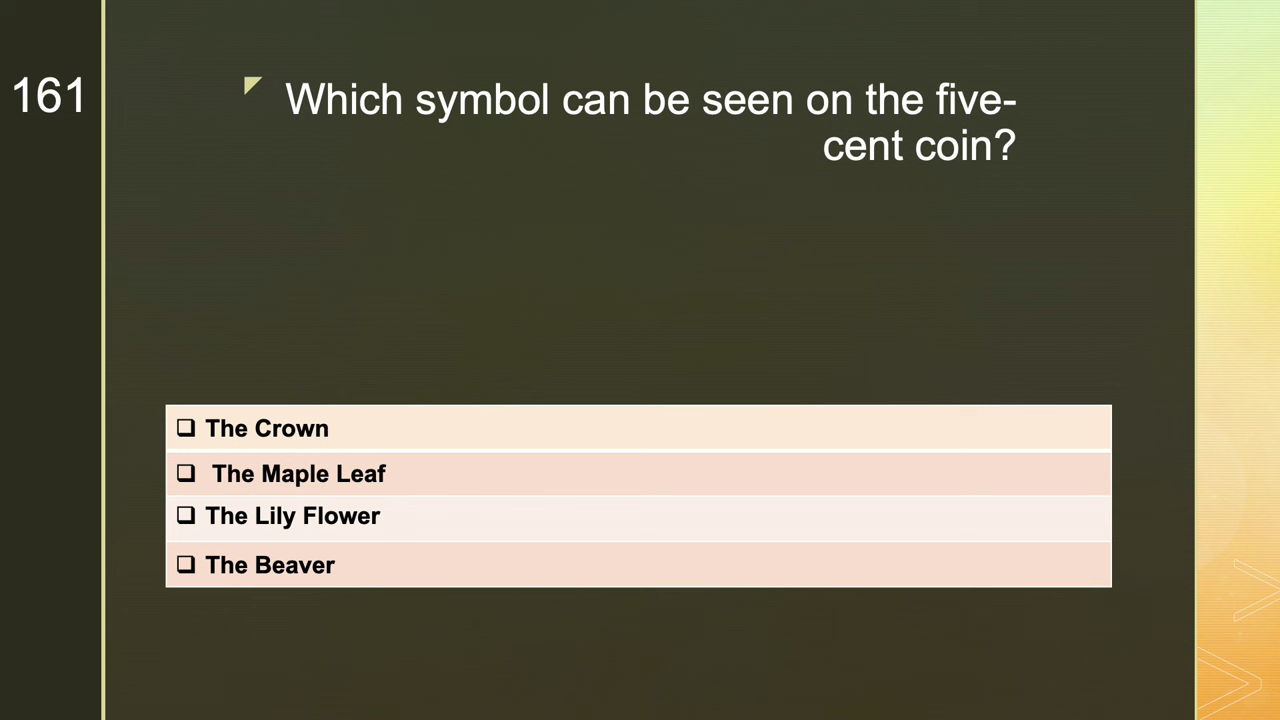 161
Which symbol can be seen on the five-
cent coin?
The Crown
The Maple Leaf
The Lily Flower
The Beaver